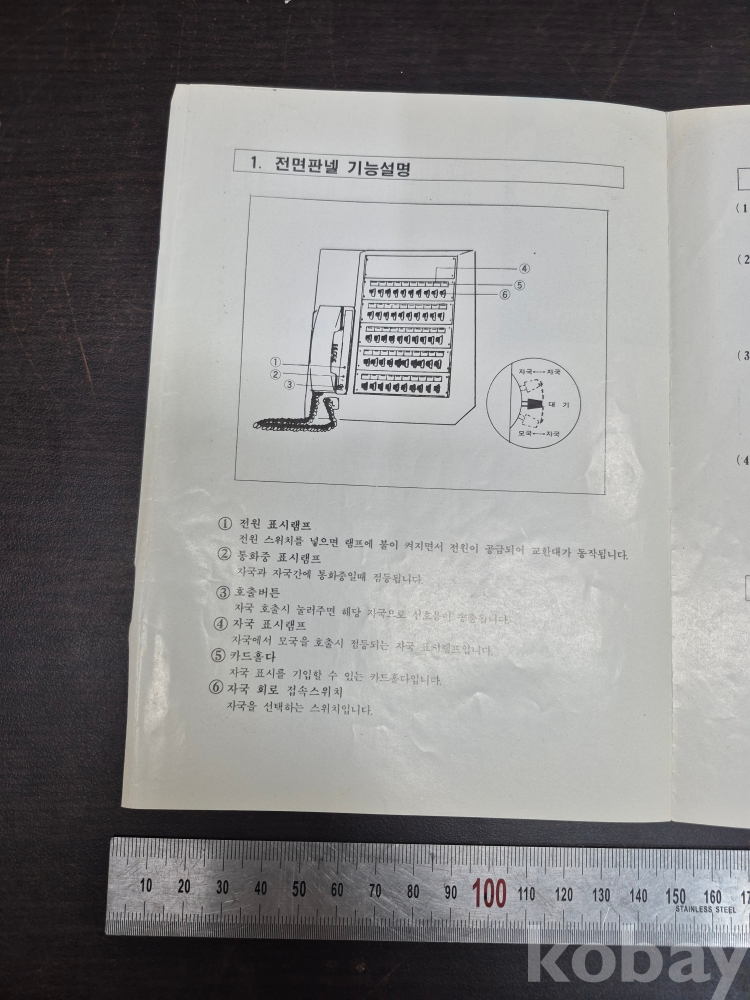 1. 전면판넬 기능설명
④
⑤
⑥
①
②
③
자국←→자국
대 기
모국←→자국
① 전원 표시램프
전원 스위치를 넣으면 램프에 불이 켜지면서 전원이 공급되어 교환대가 동작됩니다.
② 통화중 표시램프
자국과 자국간에 통화중일때 점등됩니다.
③ 호출버튼
자국 호출시 눌러주면 해당 자국으로 신호음이 송출됩니다.
④ 자국 표시램프
자국에서 모국을 호출시 점등되는 자국 표시램프입니다.
⑤ 카드홀다
자국 표시를 기입할 수 있는 카드홀다입니다.
⑥ 자국 회로 접속스위치
자국을 선택하는 스위치입니다.
(1
(2
(3
(4
10 20 30 40 50 60 70 80 90 100 110 120 130 140 150 160 17
STAINLESS STEEL
kobay